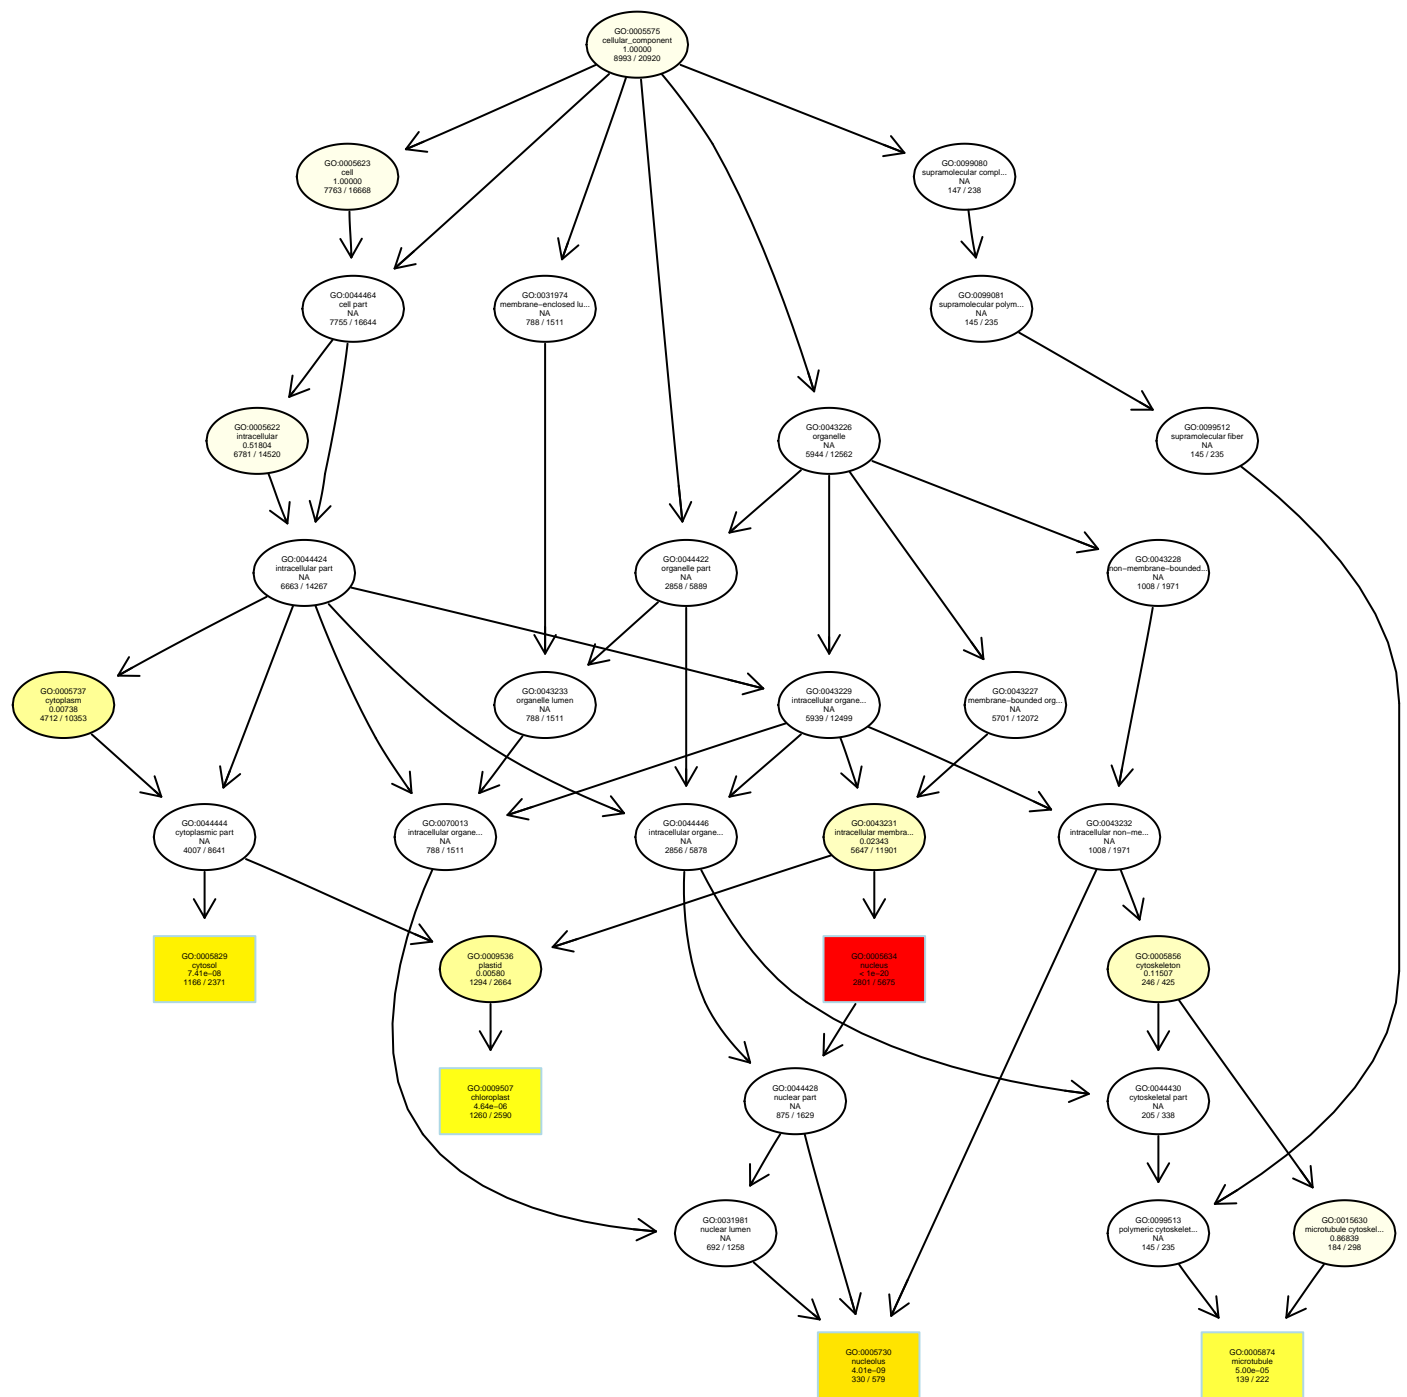 GO:0005575
cellular_component
1.00000
8993 / 20920
GO:0005623
cell
1.00000
7763 / 16668
GO:0099080
supramolecular compl...
NA
147 / 238
GO:0044464
cell part
NA
7755 / 16644
GO:0031974
membrane−enclosed lu...
NA
788 / 1511
GO:0099081
supramolecular polym...
NA
145 / 235
GO:0005622
intracellular
0.51804
6781 / 14520
GO:0043226
organelle
NA
5944 / 12562
GO:0099512
supramolecular fiber
NA
145 / 235
GO:0044424
intracellular part
NA
6663 / 14267
GO:0044422
organelle part
NA
2858 / 5889
GO:0043228
non−membrane−bounded...
NA
1008 / 1971
GO:0005737
cytoplasm
0.00738
4712 / 10353
GO:0043233
organelle lumen
NA
788 / 1511
GO:0043229
intracellular organe...
NA
5939 / 12499
GO:0043227
membrane−bounded org...
NA
5701 / 12072
GO:0044444
cytoplasmic part
NA
4007 / 8641
GO:0070013
intracellular organe...
NA
788 / 1511
GO:0044446
intracellular organe...
NA
2856 / 5878
GO:0043231
intracellular membra...
0.02343
5647 / 11901
GO:0043232
intracellular non−me...
NA
1008 / 1971
GO:0005829
cytosol
7.41e−08
1166 / 2371
GO:0009536
plastid
0.00580
1294 / 2664
GO:0005634
nucleus
< 1e−20
2801 / 5675
GO:0005856
cytoskeleton
0.11507
246 / 425
GO:0009507
chloroplast
4.64e−06
1260 / 2590
GO:0044428
nuclear part
NA
875 / 1629
GO:0044430
cytoskeletal part
NA
205 / 338
GO:0031981
nuclear lumen
NA
692 / 1258
GO:0099513
polymeric cytoskelet...
NA
145 / 235
GO:0015630
microtubule cytoskel...
0.86839
184 / 298
GO:0005730
nucleolus
4.01e−09
330 / 579
GO:0005874
microtubule
5.00e−05
139 / 222